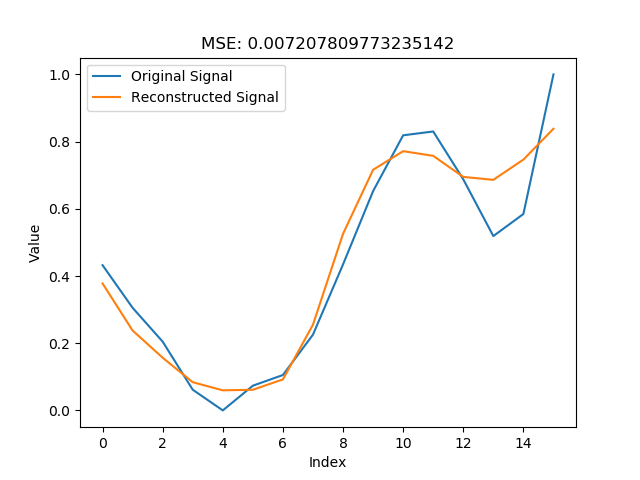 MSE: 0.007207809773235142
Original Signal
Reconstructed Signal
1.0
0.8
0.6
0.4
0.2
0.0
Value
0 2 4 6 8 10 12 14
Index